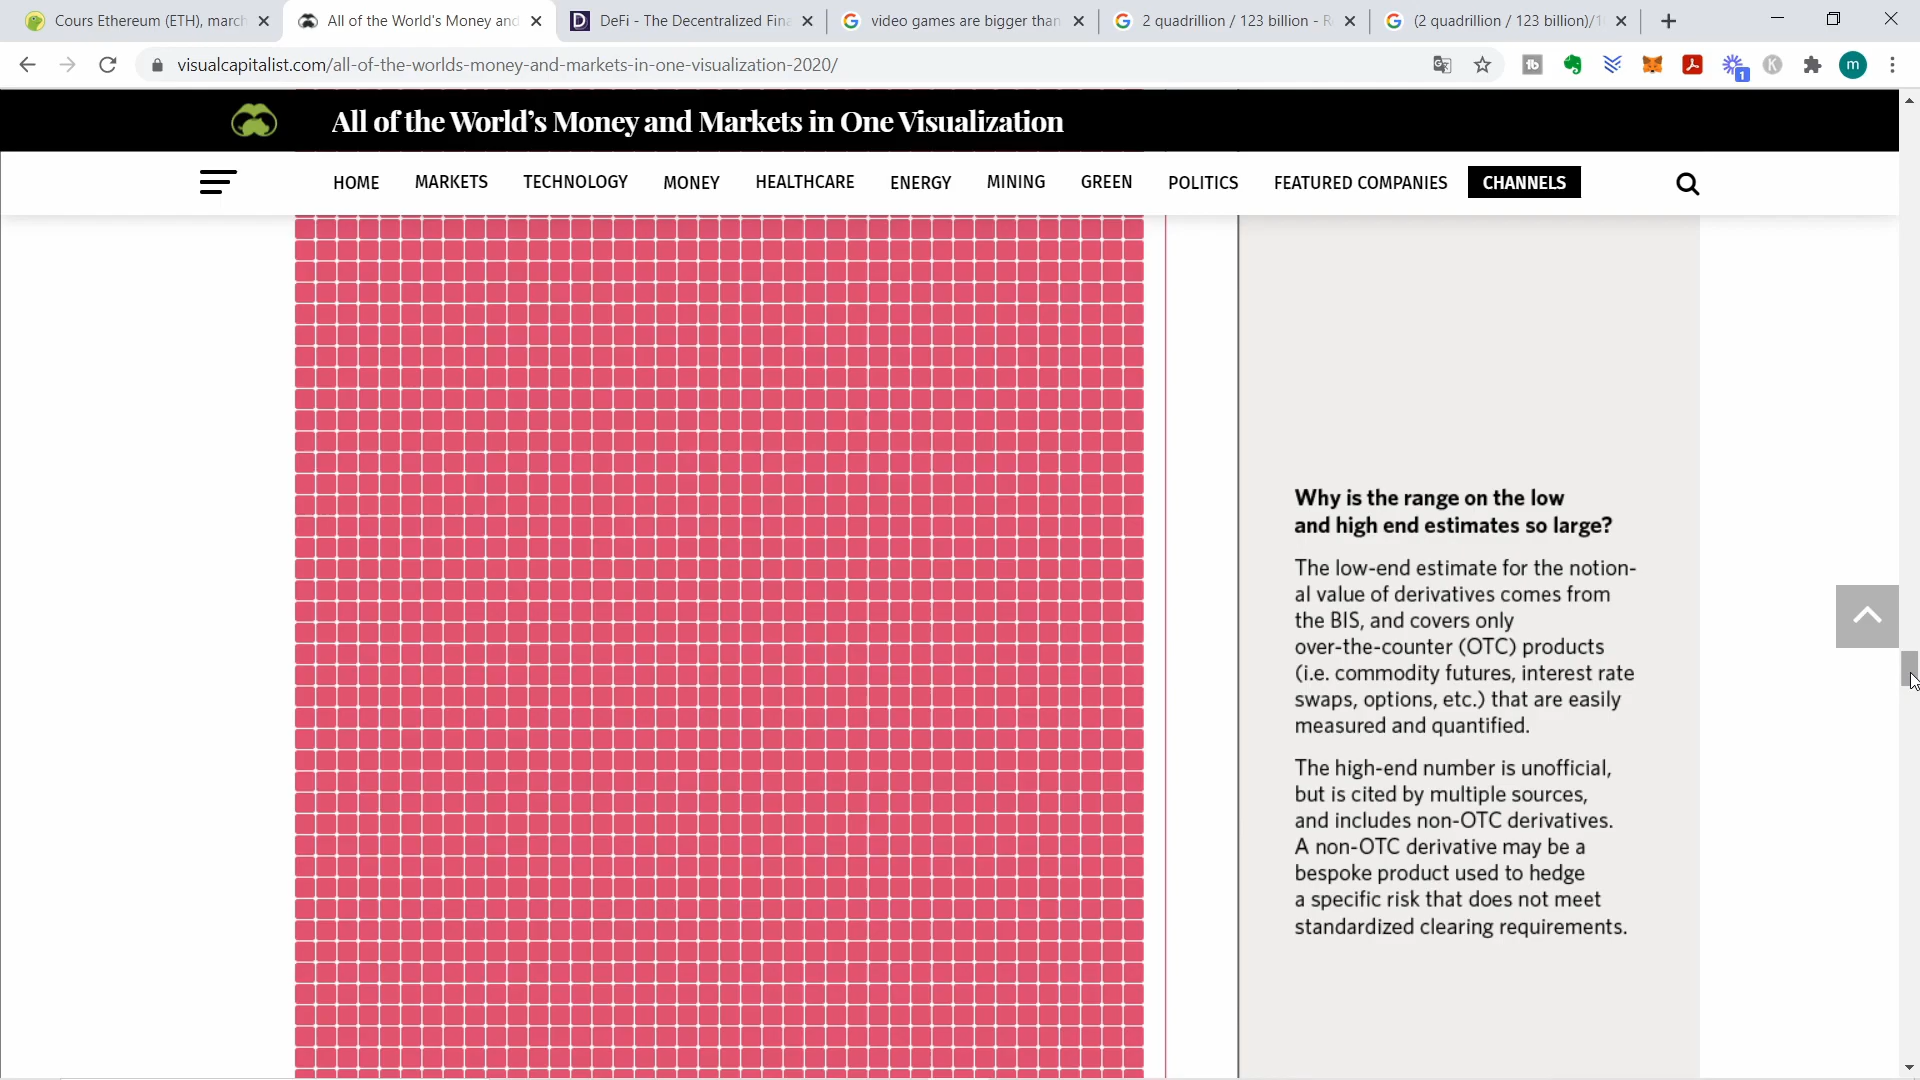 Cours Ethereum (ETH), march
All of the World's Money and
DeFi - The Decentralized Fina
video games are bigger than
2 quadrillion / 123 billion - R
(2 quadrillion / 123 billion)/1
visualcapitalist.com/all-of-the-worlds-money-and-markets-in-one-visualization-2020/
tb
1
K
m
All of the World's Money and Markets in One Visualization
HOME
MARKETS
TECHNOLOGY
MONEY
HEALTHCARE
ENERGY
MINING
GREEN
POLITICS
FEATURED COMPANIES
CHANNELS
Why is the range on the low
and high end estimates so large?
The low-end estimate for the notion-
al value of derivatives comes from
the BIS, and covers only
over-the-counter (OTC) products
(i.e. commodity futures, interest rate
swaps, options, etc.) that are easily
measured and quantified.
The high-end number is unofficial,
but is cited by multiple sources,
and includes non-OTC derivatives.
A non-OTC derivative may be a
bespoke product used to hedge
a specific risk that does not meet
standardized clearing requirements.